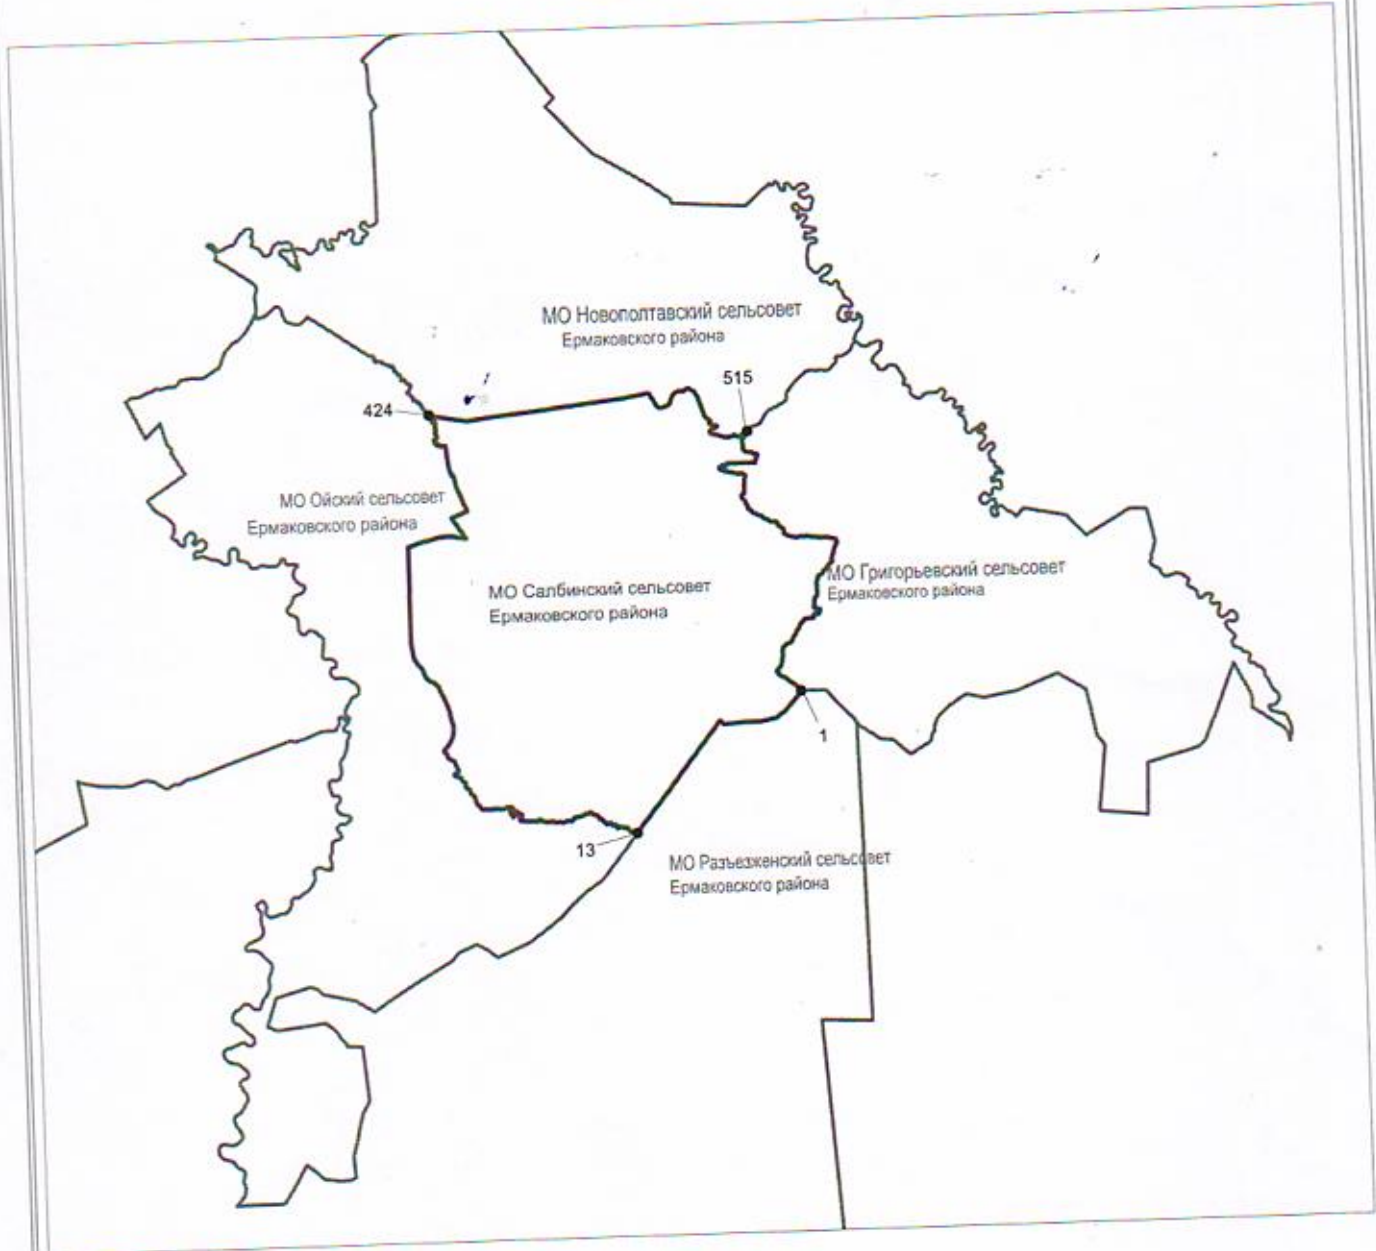 МО Новополтавский сельсовет
Ермаковского района
515
424
МО Ойский сельсовет
Ермаковского района
МО Салбинский сельсовет
Ермаковского района
МО Григорьевский сельсовет
Ермаковского района
1
13
МО Разъезженский сельсовет
Ермаковского района